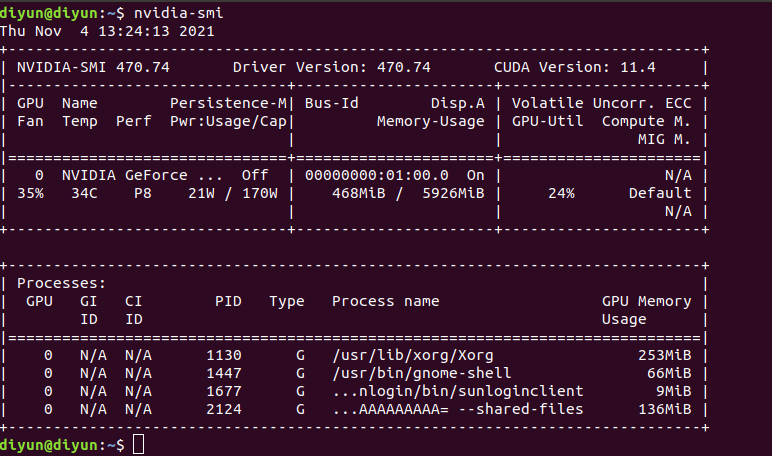 diyun@diyun:~$ nvidia-smi
Thu Nov  4 13:24:13 2021
+-----------------------------------------------------------------------------+
| NVIDIA-SMI 470.74       Driver Version: 470.74       CUDA Version: 11.4     |
|-------------------------------+----------------------+----------------------+
| GPU  Name        Persistence-M| Bus-Id        Disp.A | Volatile Uncorr. ECC |
| Fan  Temp  Perf  Pwr:Usage/Cap|         Memory-Usage | GPU-Util  Compute M. |
|                               |                      |               MIG M. |
|===============================+======================+======================|
|   0  NVIDIA GeForce ...  Off  | 00000000:01:00.0  On |                  N/A |
| 35%   34C    P8    21W / 170W |    468MiB /  5926MiB |     24%      Default |
|                               |                      |                  N/A |
+-------------------------------+----------------------+----------------------+

+-----------------------------------------------------------------------------+
| Processes:                                                                  |
|  GPU   GI   CI        PID   Type   Process name                  GPU Memory |
|        ID   ID                                                   Usage      |
|=============================================================================|
|    0   N/A  N/A      1130      G   /usr/lib/xorg/Xorg                253MiB |
|    0   N/A  N/A      1447      G   /usr/bin/gnome-shell               66MiB |
|    0   N/A  N/A      1677      G   ...nlogin/bin/sunloginclient        9MiB |
|    0   N/A  N/A      2124      G   ...AAAAAAAAA= --shared-files      136MiB |
+-----------------------------------------------------------------------------+
diyun@diyun:~$